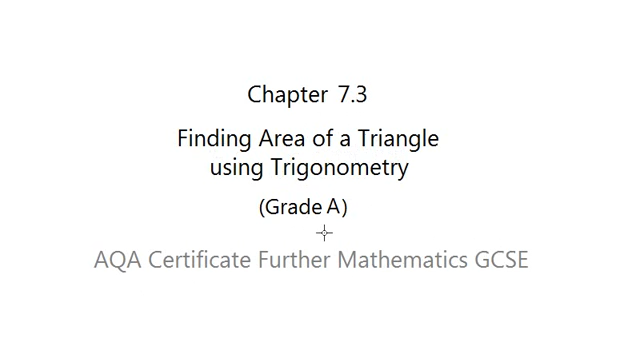 Chapter 7.3
Finding Area of a Triangle
using Trigonometry
(Grade A)
AQA Certificate Further Mathematics GCSE